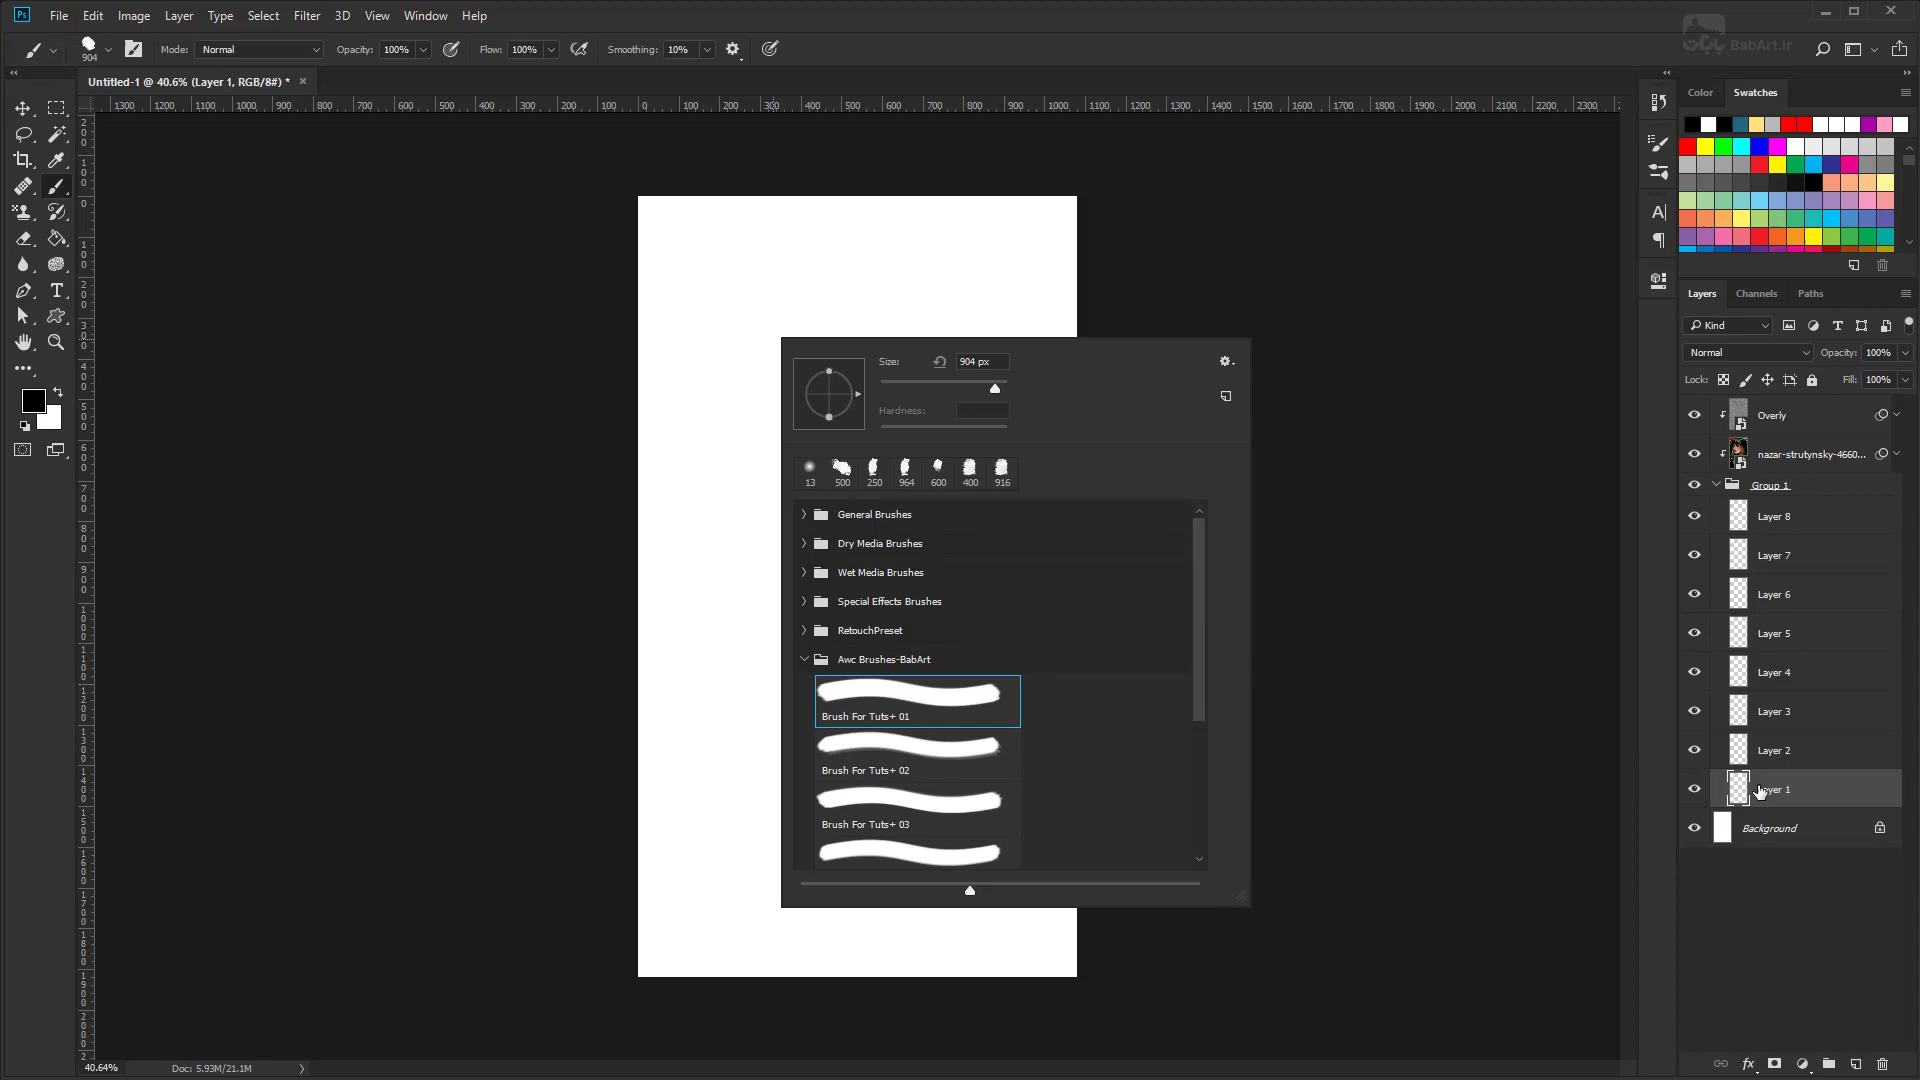 Ps File Edit Image Layer Type Select Filter 3D View Window Help
904 Mode: Normal Opacity: 100% Flow: 100% Smoothing: 10%
BabArt.ir
Untitled-1 @ 40.6% (Layer 1, RGB/8#) * ×
1300 1200 1100 1000 900 800 700 600 500 400 300 200 100 0 100 200 300 400 500 600 700 800 900 1000 1100 1200 1300 1400 1500 1600 1700 1800 1900 2000 2100 2200 2300
Color Swatches
Layers Channels Paths
Kind
Normal Opacity: 100%
Lock: Fill: 100%
Overly
nazar-strutynsky-4660...
Group 1
Layer 8
Layer 7
Layer 6
Layer 5
Layer 4
Layer 3
Layer 2
Layer 1
Background
Size: 904 px
Hardness:
13 500 250 964 600 400 916
General Brushes
Dry Media Brushes
Wet Media Brushes
Special Effects Brushes
RetouchPreset
Awc Brushes-BabArt
Brush For Tuts+ 01
Brush For Tuts+ 02
Brush For Tuts+ 03
40.64% Doc: 5.93M/21.1M